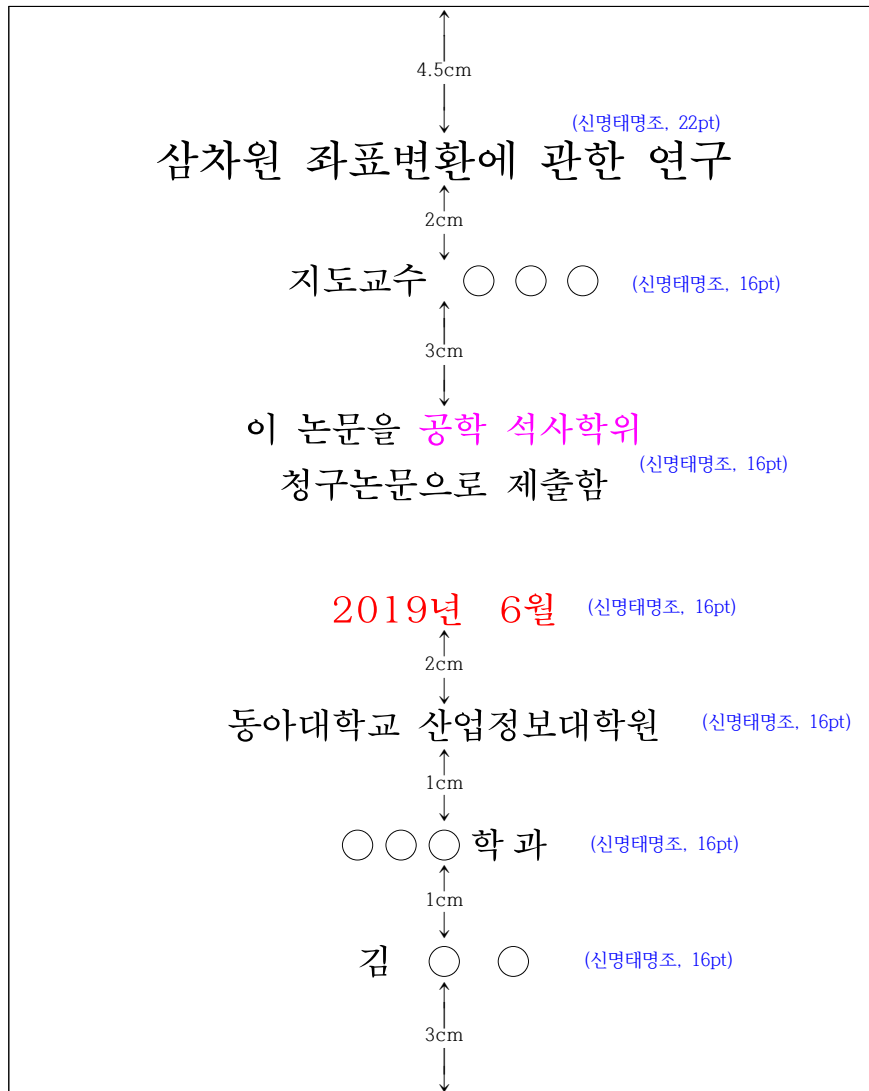 4.5cm
(신명태명조, 22pt)
삼차원 좌표변환에 관한 연구
2cm
지도교수 ○ ○ ○ (신명태명조, 16pt)
3cm
이 논문을 공학 석사학위
(신명태명조, 16pt)
청구논문으로 제출함
2019년 6월 (신명태명조, 16pt)
2cm
동아대학교 산업정보대학원 (신명태명조, 16pt)
1cm
○○○학과 (신명태명조, 16pt)
1cm
김 ○ ○ (신명태명조, 16pt)
3cm